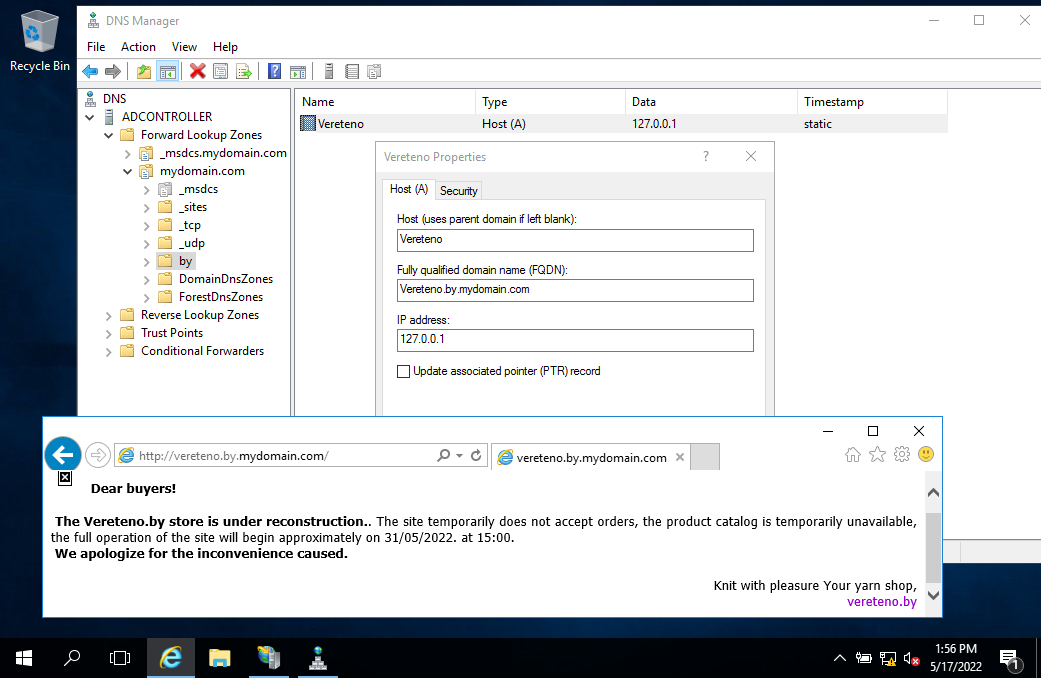 Recycle Bin
DNS Manager
File Action View Help
DNS
ADCONTROLLER
Forward Lookup Zones
_msdcs.mydomain.com
mydomain.com
_msdcs
_sites
_tcp
_udp
by
DomainDnsZones
ForestDnsZones
Reverse Lookup Zones
Trust Points
Conditional Forwarders
Name Type Data Timestamp
Vereteno Host (A) 127.0.0.1 static
Vereteno Properties
?
Host (A) Security
Host (uses parent domain if left blank):
Vereteno
Fully qualified domain name (FQDN):
Vereteno.by.mydomain.com
IP address:
127.0.0.1
Update associated pointer (PTR) record
http://vereteno.by.mydomain.com/
vereteno.by.mydomain.com
Dear buyers!
The Vereteno.by store is under reconstruction.. The site temporarily does not accept orders, the product catalog is temporarily unavailable,
the full operation of the site will begin approximately on 31/05/2022. at 15:00.
We apologize for the inconvenience caused.
Knit with pleasure Your yarn shop,
vereteno.by
1:56 PM
5/17/2022
1